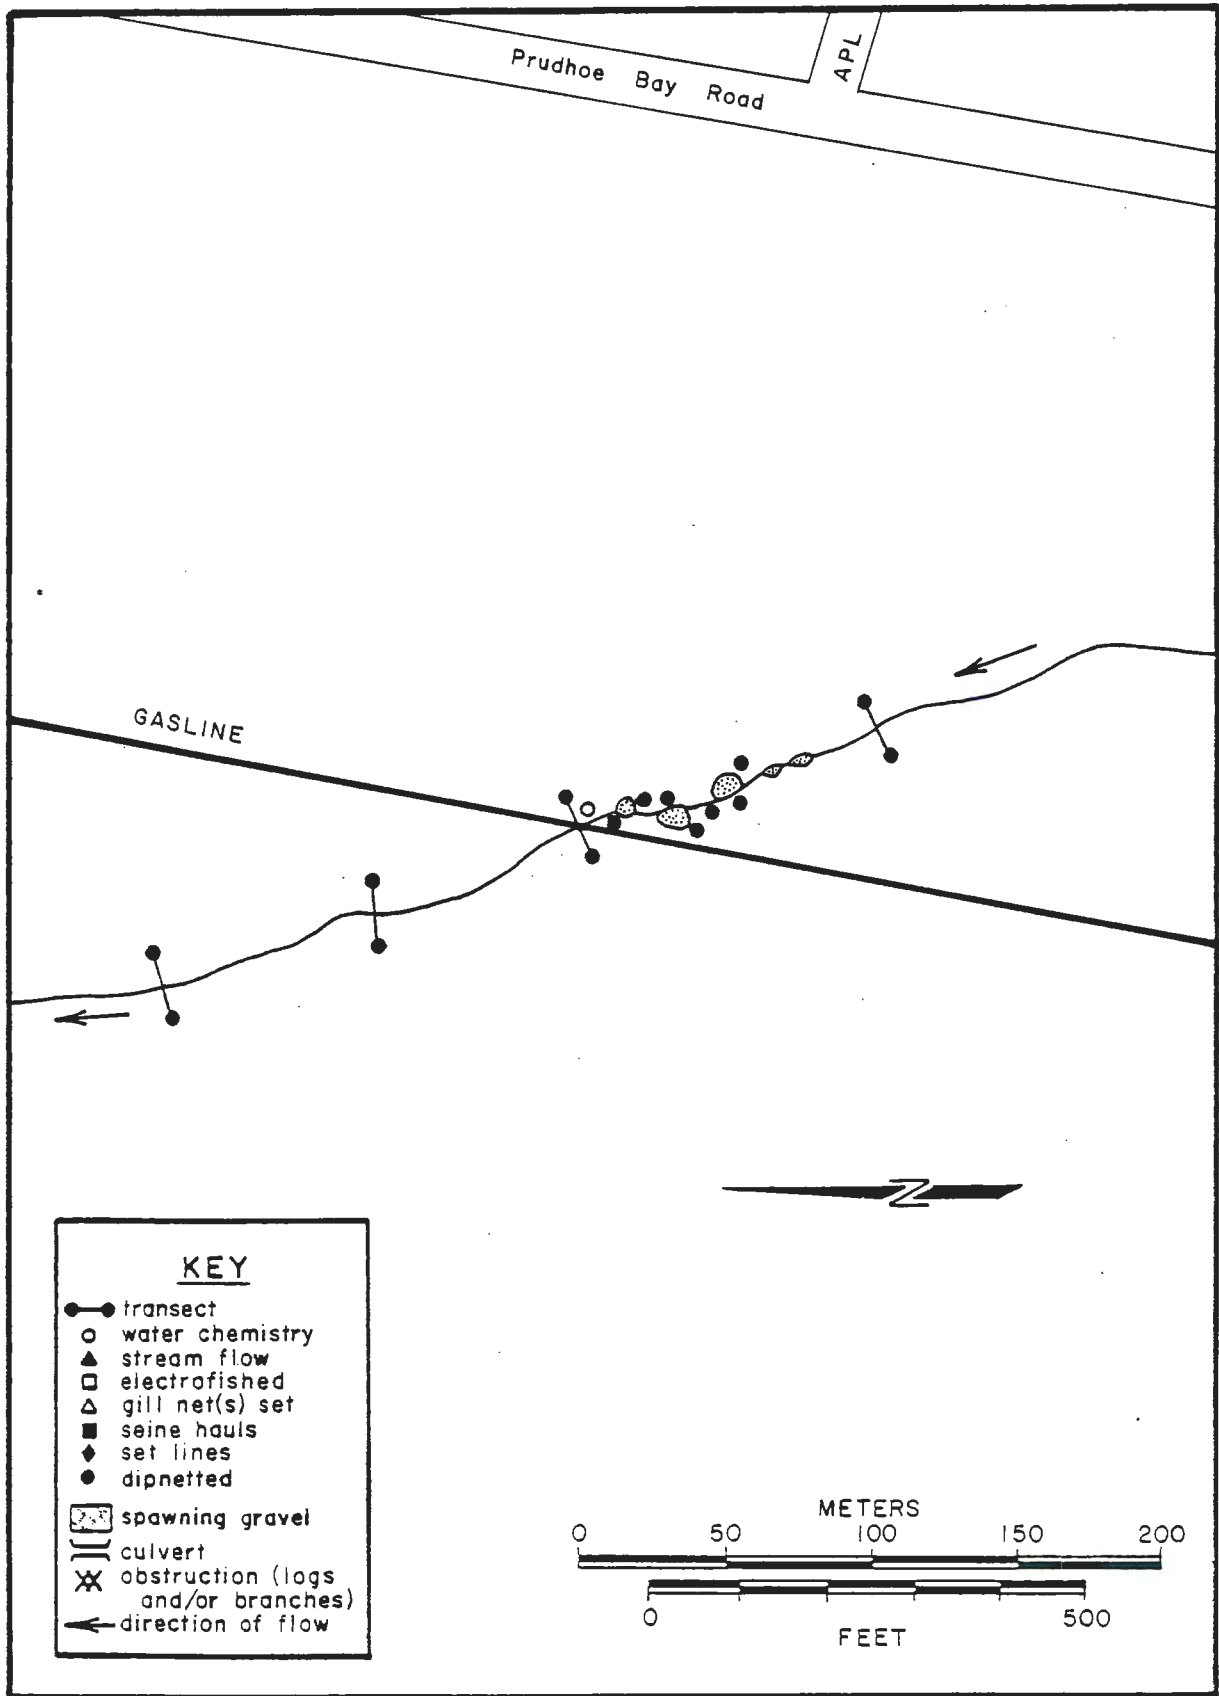 Prudhoe Bay Road
APL
GASLINE
N
KEY
transect
water chemistry
stream flow
electrofished
gill net(s) set
seine hauls
set lines
dipnetted
spawning gravel
culvert
obstruction (logs
and/or branches)
direction of flow
METERS
0 50 100 150 200
0 500
FEET